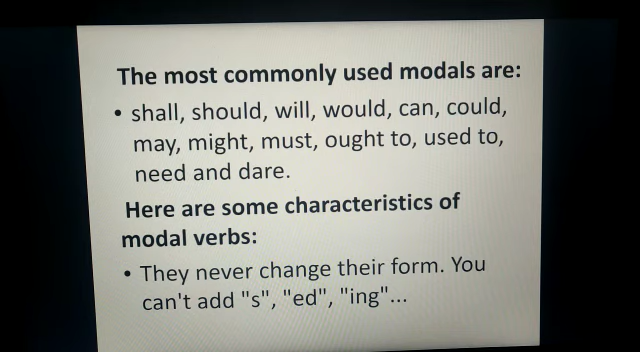 The most commonly used modals are:
• shall, should, will, would, can, could,
may, might, must, ought to, used to,
need and dare.
Here are some characteristics of
modal verbs:
• They never change their form. You
can't add "s", "ed", "ing"...